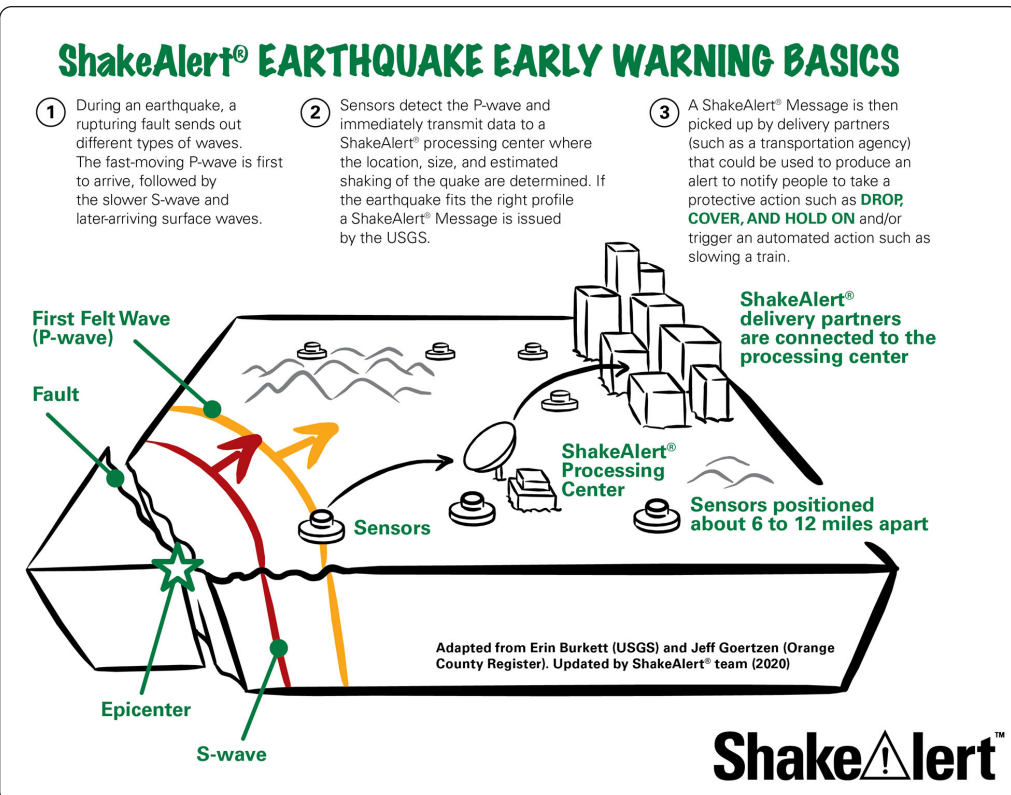 ShakeAlert® EARTHQUAKE EARLY WARNING BASICS
1
During an earthquake, a
rupturing fault sends out
different types of waves.
The fast-moving P-wave is first
to arrive, followed by
the slower S-wave and
later-arriving surface waves.
2
Sensors detect the P-wave and
immediately transmit data to a
ShakeAlert® processing center where
the location, size, and estimated
shaking of the quake are determined. If
the earthquake fits the right profile
a ShakeAlert® Message is issued
by the USGS.
3
A ShakeAlert® Message is then
picked up by delivery partners
(such as a transportation agency)
that could be used to produce an
alert to notify people to take a
protective action such as DROP,
COVER, AND HOLD ON and/or
trigger an automated action such as
slowing a train.
First Felt Wave
(P-wave)
Fault
ShakeAlert®
delivery partners
are connected to the
processing center
ShakeAlert®
Processing
Center
Sensors
Sensors positioned
about 6 to 12 miles apart
Adapted from Erin Burkett (USGS) and Jeff Goertzen (Orange
County Register). Updated by ShakeAlert® team (2020)
Epicenter
S-wave
ShakeAlert™